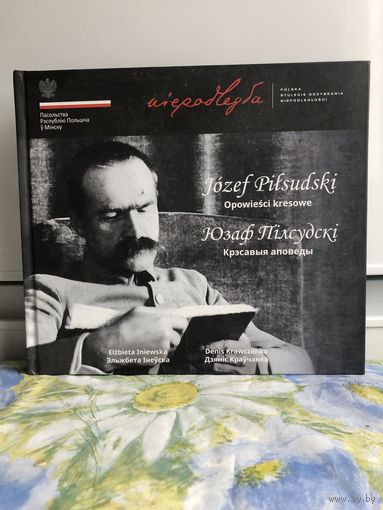 niepodległa
POLSKA
STULECIE ODZYSKANIA
NIEPODLEGŁOŚCI
Пасольства
Рэспублікі Польшча
ў Мінску
Józef Piłsudski
Opowieści kresowe
Юзаф Пілсудскі
Крэсавыя аповеды
Elżbieta Iniewska
Эльжбета Інеўска
Denis Krawczenko
Дзяніс Краўчанка
www.ay.by